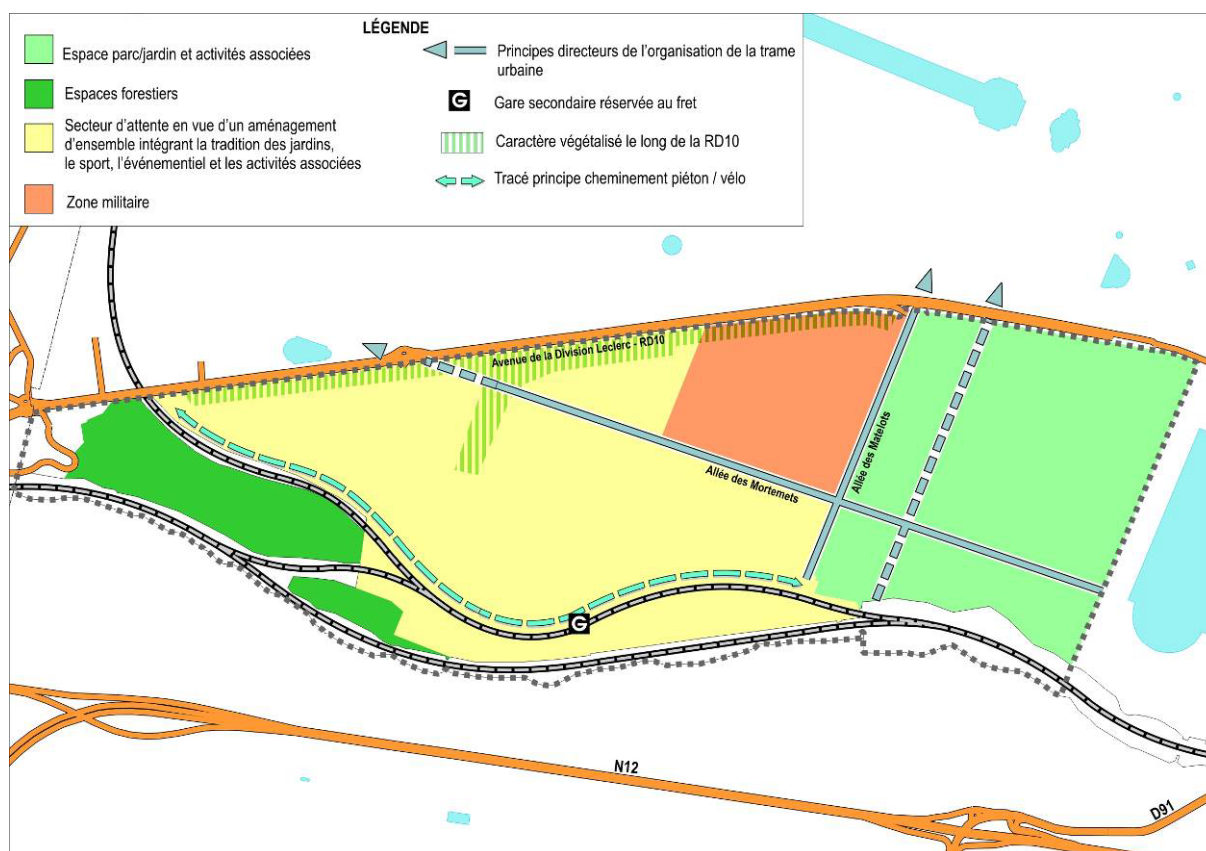 LÉGENDE
Espace parc/jardin et activités associées
Espaces forestiers
Secteur d'attente en vue d'un aménagement
d'ensemble intégrant la tradition des jardins,
le sport, l'événementiel et les activités associées
Zone militaire
Principes directeurs de l'organisation de la trame
urbaine
G
Gare secondaire réservée au fret
Caractère végétalisé le long de la RD10
Tracé principe cheminement piéton / vélo
Avenue de la Division Leclerc - RD10
Allée des Matelots
Allée des Mortemets
G
N12
D91